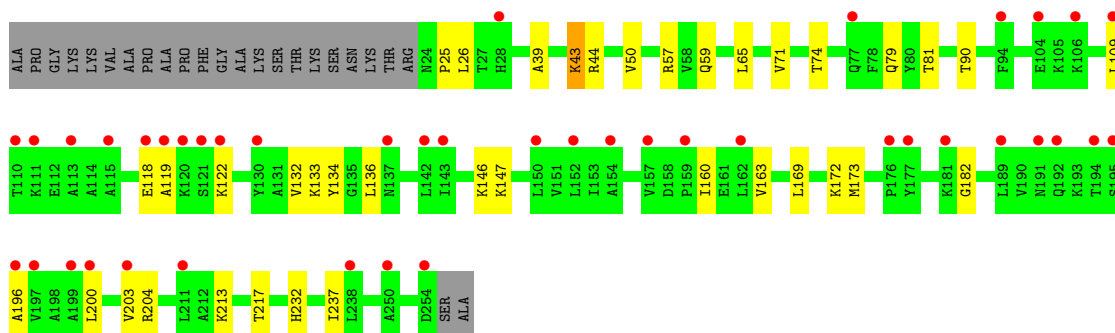 ALA PRO GLY LYS LYS VAL ALA PRO ALA PRO PHE GLY ALA LYS SER THR LYS SER ASN LYS THR ARG N24 P25 L26 T27 H28 A39 K43 R44 V50 R57 V58 Q59 L65 V71 T74 Q77 F78 Q79 Y80 T81 T90 F94 E104 K105 K106 L109
T110 K111 E112 A113 A114 A115 E118 A119 K120 S121 K122 Y130 A131 V132 K133 Y134 G135 L136 N137 L142 I143 K146 K147 L150 V151 L152 I153 A154 V157 D158 P159 I160 E161 L162 V163 L169 K172 M173 P176 Y177 K181 G182 L189 V190 N191 Q192 K193 T194 S195
A196 V197 A198 A199 L200 V203 R204 L211 A212 K213 T217 H232 I237 L238 A250 D254 SER ALA